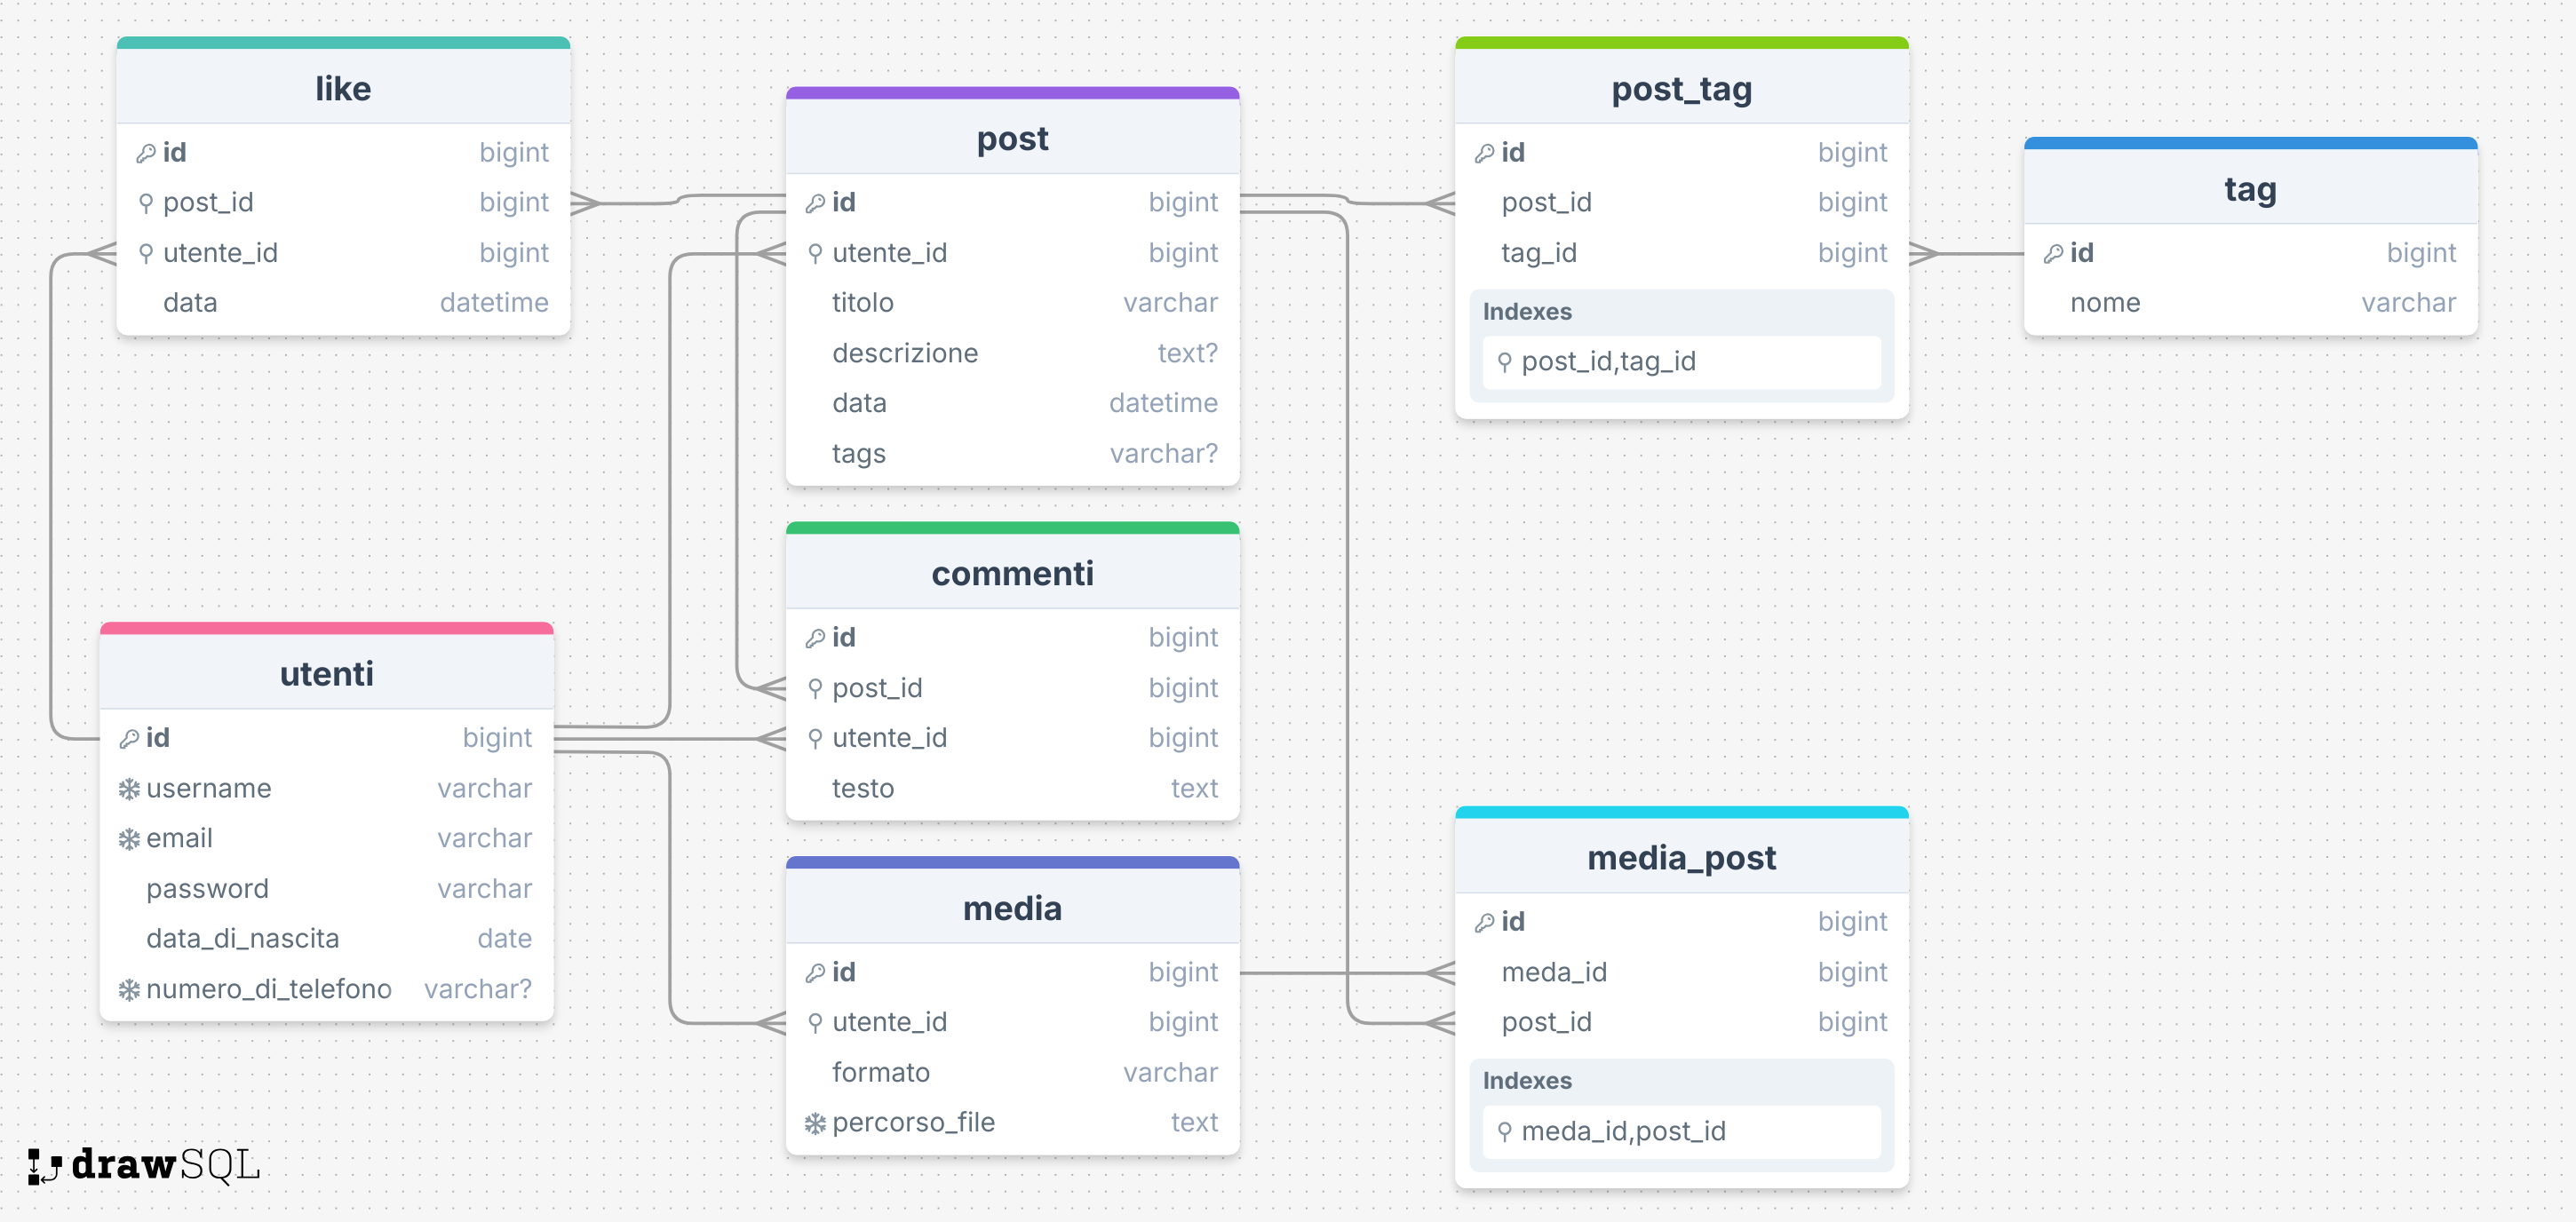 like
id bigint
post_id bigint
utente_id bigint
data datetime
post
id bigint
utente_id bigint
titolo varchar
descrizione text?
data datetime
tags varchar?
post_tag
id bigint
post_id bigint
tag_id bigint
Indexes
post_id,tag_id
tag
id bigint
nome varchar
utenti
id bigint
username varchar
email varchar
password varchar
data_di_nascita date
numero_di_telefono varchar?
commenti
id bigint
post_id bigint
utente_id bigint
testo text
media
id bigint
utente_id bigint
formato varchar
percorso_file text
media_post
id bigint
meda_id bigint
post_id bigint
Indexes
meda_id,post_id
drawSQL